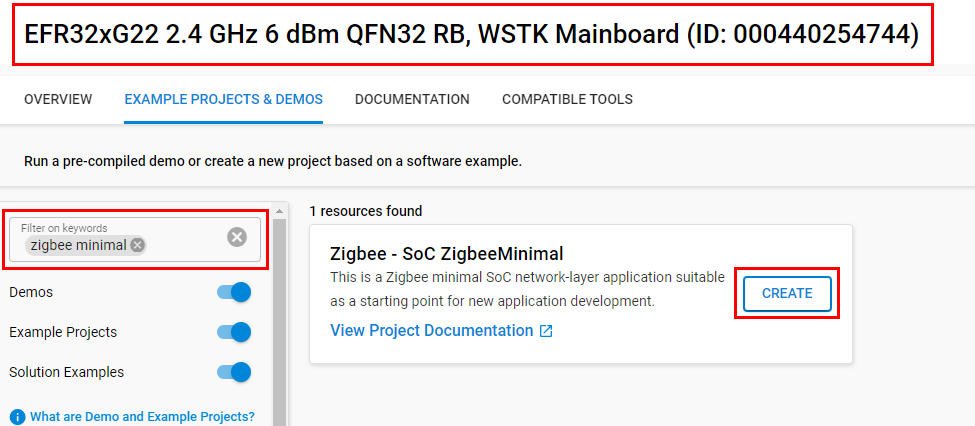 EFR32xG22 2.4 GHz 6 dBm QFN32 RB, WSTK Mainboard (ID: 000440254744)
OVERVIEW EXAMPLE PROJECTS & DEMOS DOCUMENTATION COMPATIBLE TOOLS
Run a pre-compiled demo or create a new project based on a software example.
Filter on keywords
zigbee minimal
Demos
Example Projects
Solution Examples
What are Demo and Example Projects?
1 resources found
Zigbee - SoC ZigbeeMinimal
This is a Zigbee minimal SoC network-layer application suitable
as a starting point for new application development.
View Project Documentation
CREATE